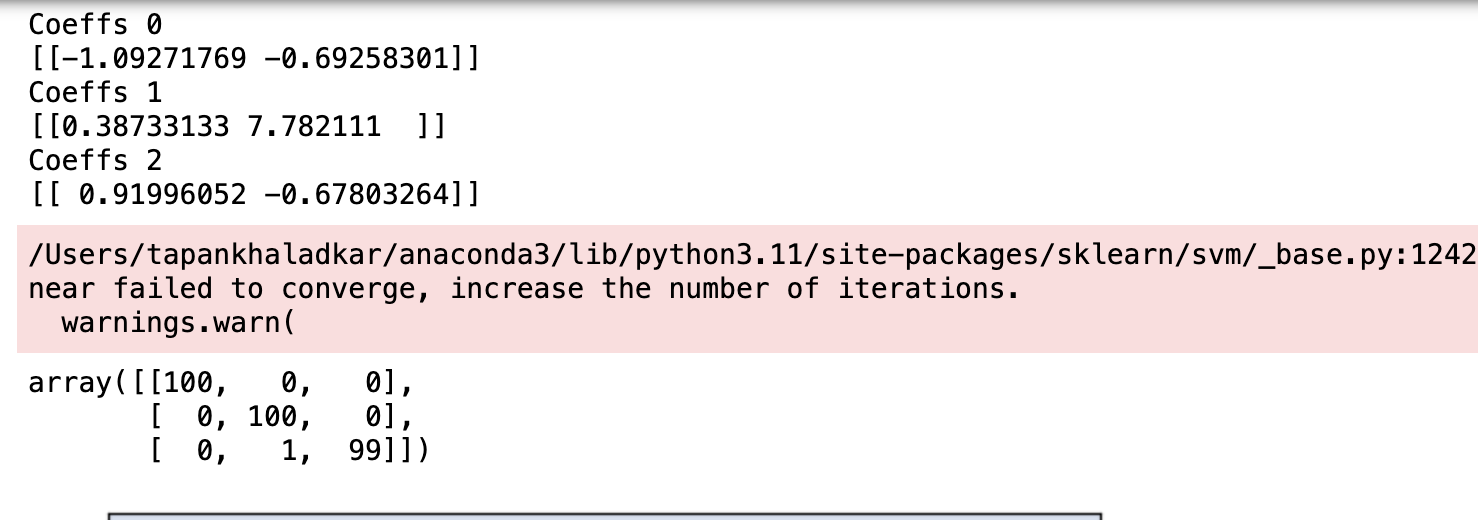 Coeffs 0
[[-1.09271769 -0.69258301]]
Coeffs 1
[[0.38733133 7.782111  ]]
Coeffs 2
[[ 0.91996052 -0.67803264]]
/Users/tapankhaladkar/anaconda3/lib/python3.11/site-packages/sklearn/svm/_base.py:1242
near failed to converge, increase the number of iterations.
  warnings.warn(
array([[100,   0,   0],
       [  0, 100,   0],
       [  0,   1,  99]])